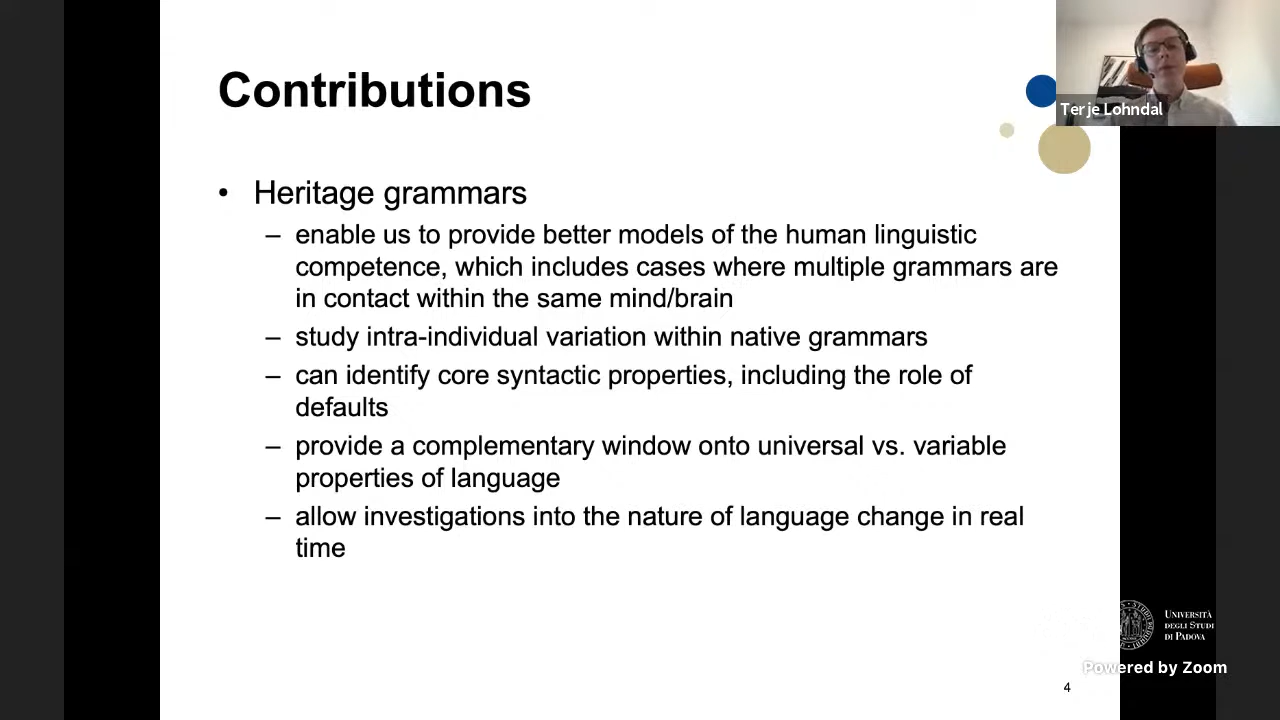 Contributions
Terje Lohndal
• Heritage grammars
– enable us to provide better models of the human linguistic
competence, which includes cases where multiple grammars are
in contact within the same mind/brain
– study intra-individual variation within native grammars
– can identify core syntactic properties, including the role of
defaults
– provide a complementary window onto universal vs. variable
properties of language
– allow investigations into the nature of language change in real
time
UNIVERSITÀ
DEGLI STUDI
DI PADOVA
Powered by Zoom
4